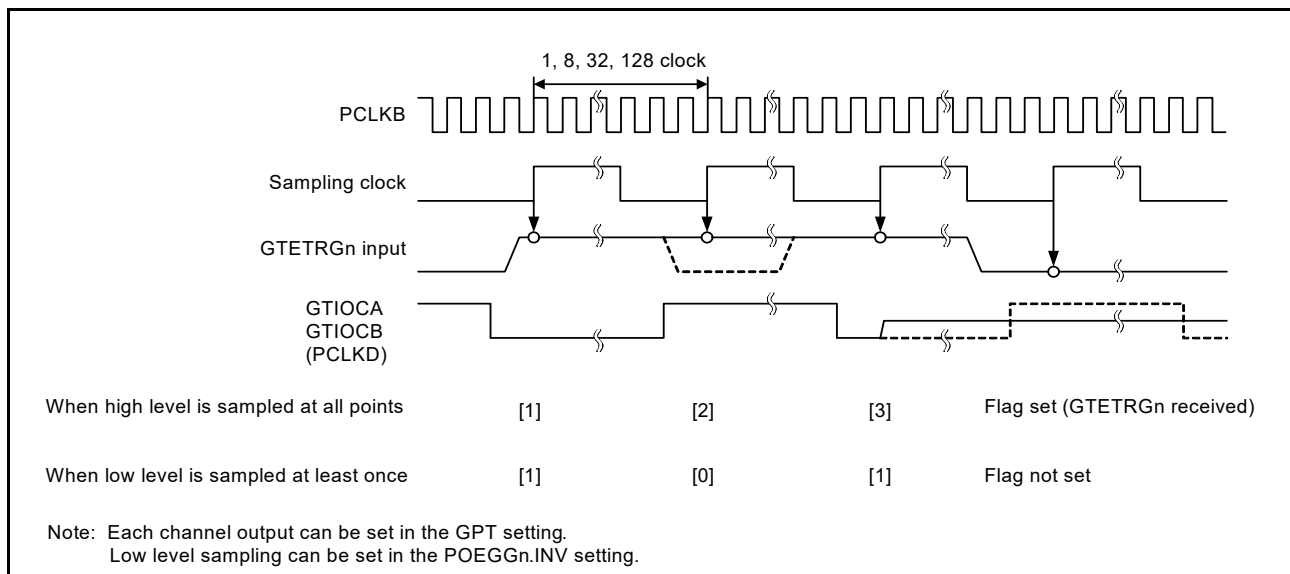 1, 8, 32, 128 clock
PCLKB
Sampling clock
GTETRGn input
GTIOCA
GTIOCB
(PCLKD)
When high level is sampled at all points [1] [2] [3] Flag set (GTETRGn received)
When low level is sampled at least once [1] [0] [1] Flag not set
Note: Each channel output can be set in the GPT setting.
Low level sampling can be set in the POEGGn.INV setting.